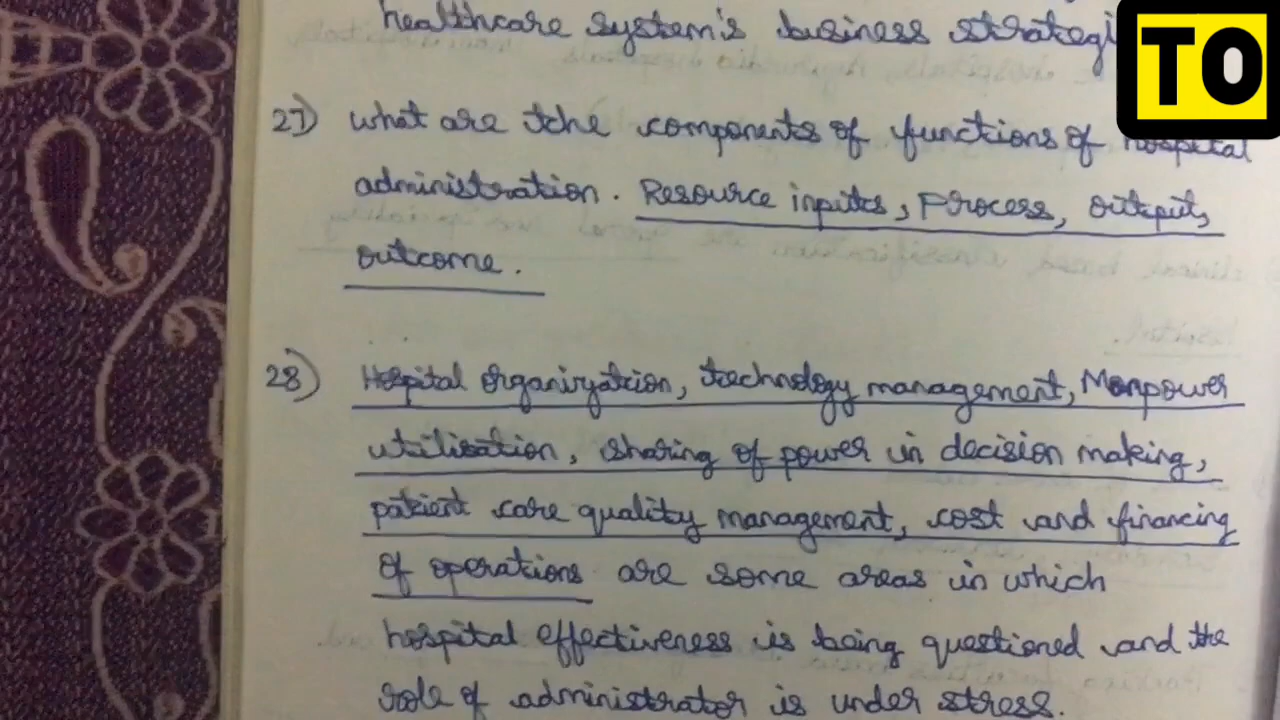 healthcare system's business strategi
TO
27) what are the components of functions of hospital
administration. Resource inputs, Process, output,
outcome.
28) Hospital organization, technology management, Manpower
utilisation, sharing of power in decision making,
patient care quality management, cost and financing
of operations are some areas in which
hospital effectiveness is being questioned and the
role of administrator is under stress.